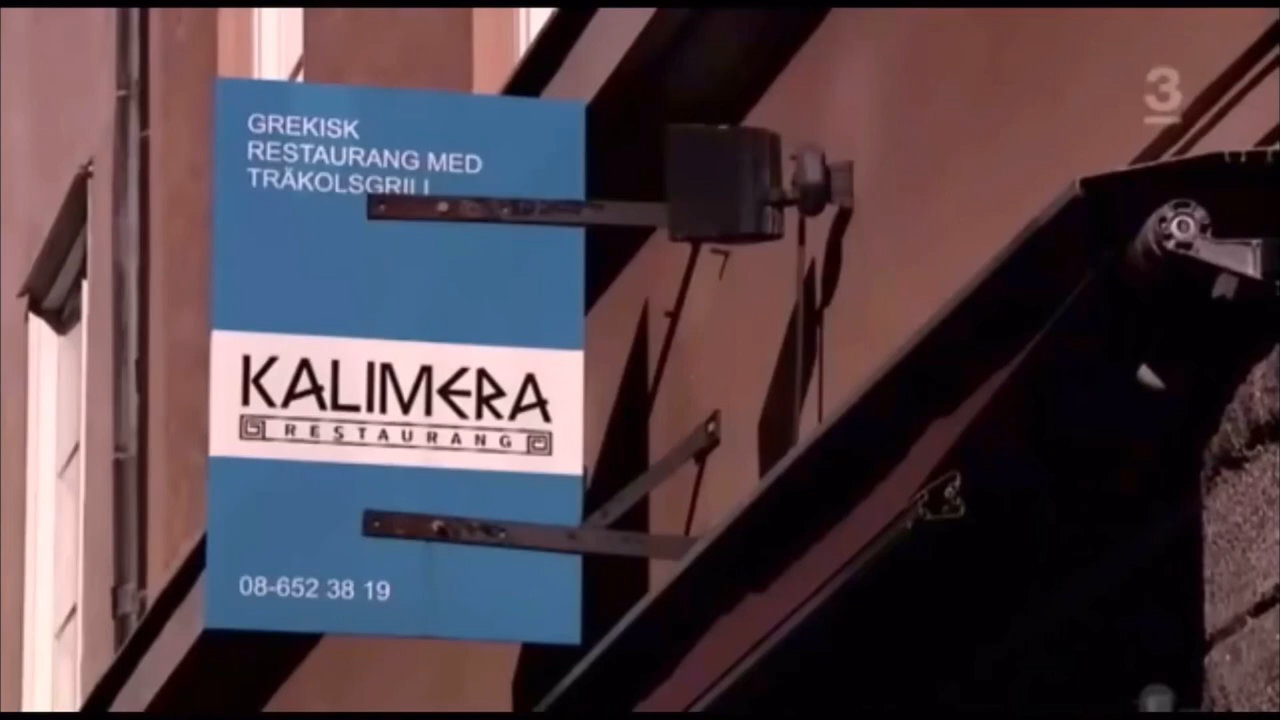 3
GREKISK
RESTAURANG MED
TRÄKOLSGRILL
KALIMERA
RESTAURANG
08-652 38 19